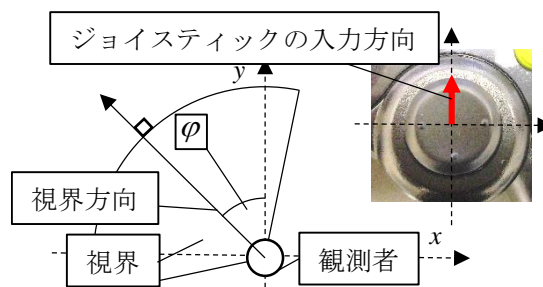 ジョイスティックの入力方向
y
φ
視界方向
視界
観測者
x